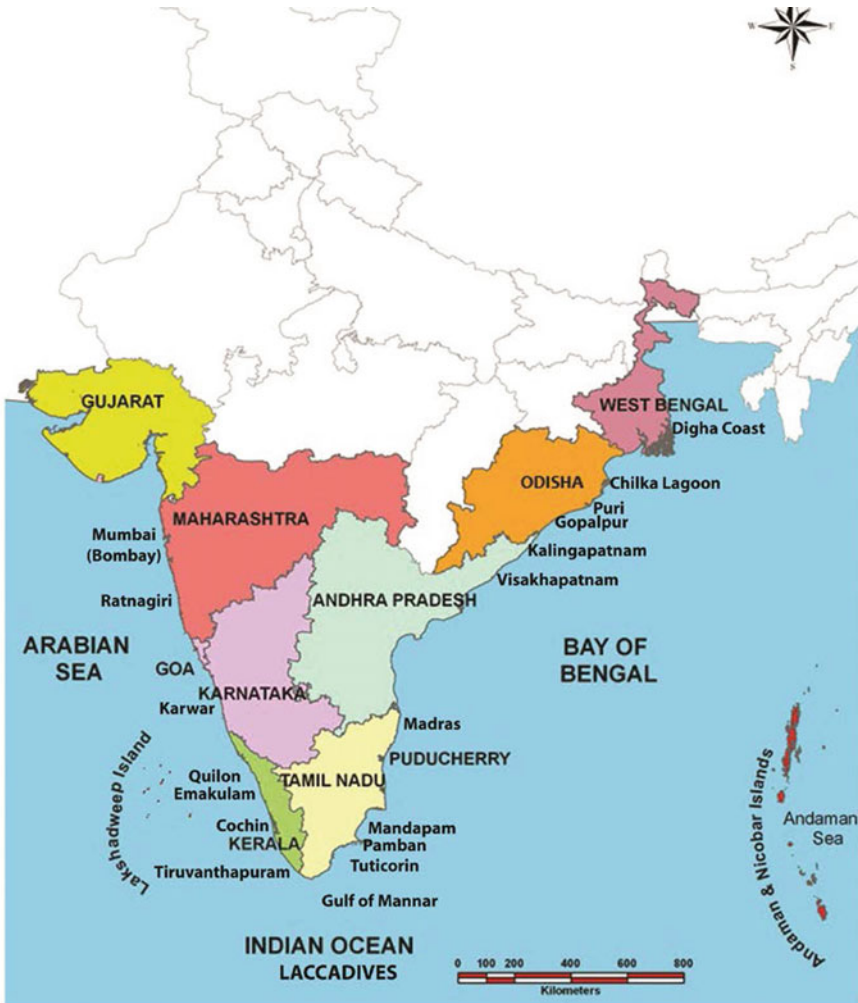 N
W E
S
GUJARAT
WEST BENGAL
Digha Coast
ODISHA
Chilka Lagoon
Puri
Gopalpur
MAHARASHTRA
Mumbai
(Bombay)
Kalingapatnam
Visakhapatnam
Ratnagiri
ANDHRA PRADESH
ARABIAN
SEA
BAY OF
BENGAL
GOA
KARNATAKA
Karwar
Madras
PUDUCHERRY
Lakshadweep Island
Quilon
Emakulam
TAMIL NADU
Cochin
KERALA
Mandapam
Pamban
Tuticorin
Tiruvanthapuram
Gulf of Mannar
Andaman
Sea
Andaman & Nicobar Islands
INDIAN OCEAN
LACCADIVES
0 100 200 400 600 800
Kilometers